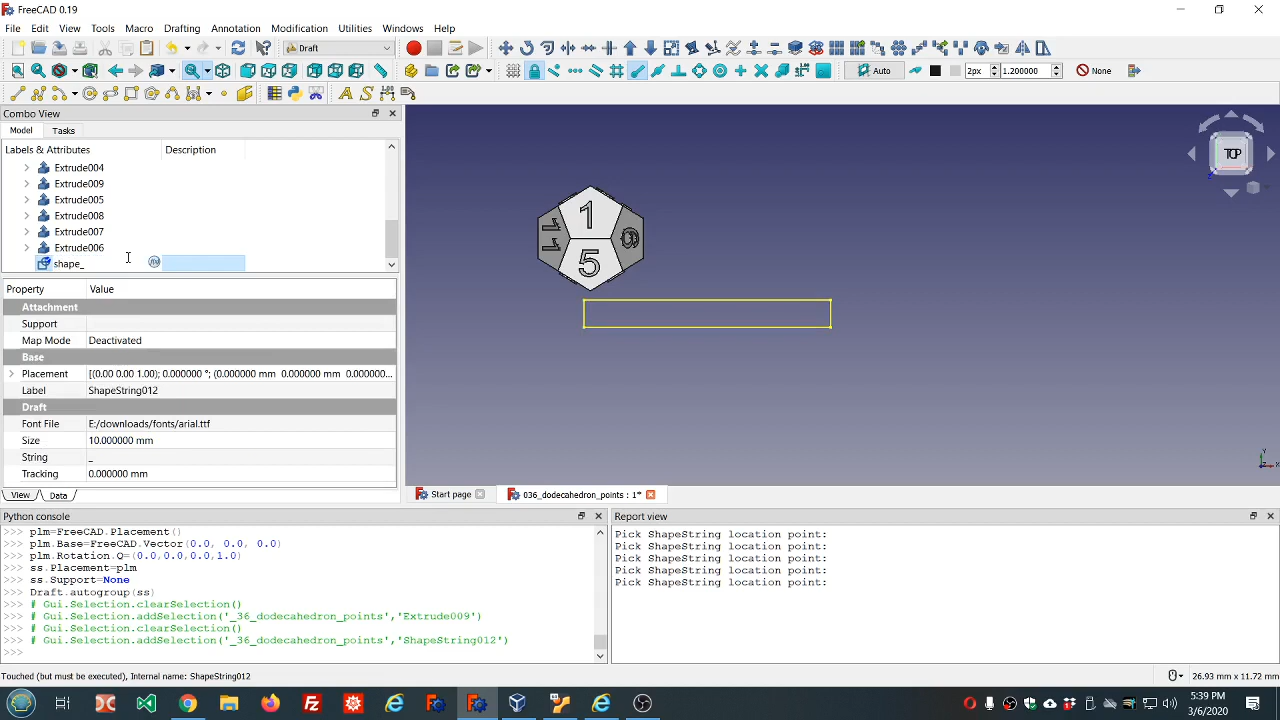 FreeCAD 0.19
File Edit View Tools Macro Drafting Annotation Modification Utilities Windows Help
Draft
Auto
2px
1.200000
None
Combo View
Model Tasks
Labels & Attributes Description
Extrude004
Extrude009
Extrude005
Extrude008
Extrude007
Extrude006
shape_
TOP
1
5
11
9
Property Value
Attachment
Support
Map Mode Deactivated
Base
Placement [(0.00 0.00 1.00); 0.000000 °; (0.000000 mm 0.000000 mm 0.000000...
Label ShapeString012
Draft
Font File E:/downloads/fonts/arial.ttf
Size 10.000000 mm
String _
Tracking 0.000000 mm
View Data
Start page 036_dodecahedron_points : 1*
Python console
>>> plm=FreeCAD.Placement()
>>> plm.Base=FreeCAD.Vector(0.0, 0.0, 0.0)
>>> plm.Rotation.Q=(0.0,0.0,0.0,1.0)
>>> ss.Placement=plm
>>> ss.Support=None
>>> Draft.autogroup(ss)
>>> # Gui.Selection.clearSelection()
>>> # Gui.Selection.addSelection('_36_dodecahedron_points','Extrude009')
>>> # Gui.Selection.clearSelection()
>>> # Gui.Selection.addSelection('_36_dodecahedron_points','ShapeString012')
>>>
Report view
Pick ShapeString location point:
Pick ShapeString location point:
Pick ShapeString location point:
Pick ShapeString location point:
Pick ShapeString location point:
Touched (but must be executed), Internal name: ShapeString012
26.93 mm x 11.72 mm
5:39 PM
3/6/2020